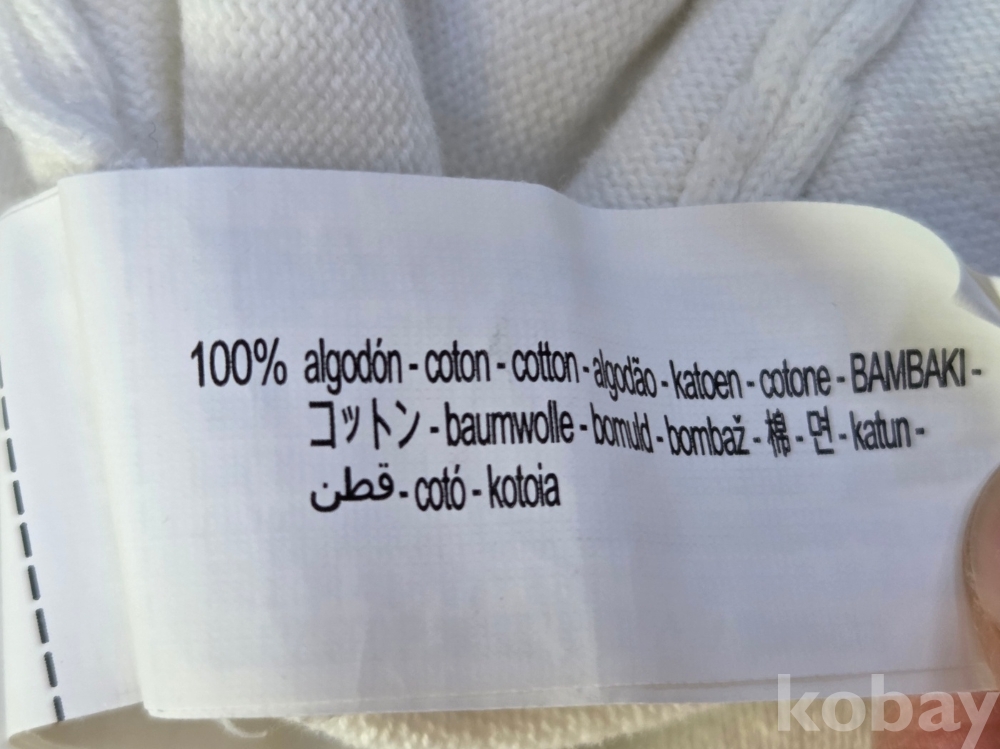 100% algodón - coton - cotton - algodão - katoen - cotone - BAMBAKI -
コットン - baumwolle - bomuld - bombaž - 棉 - 면 - katun -
قطن - cotó - kotoia
kobay